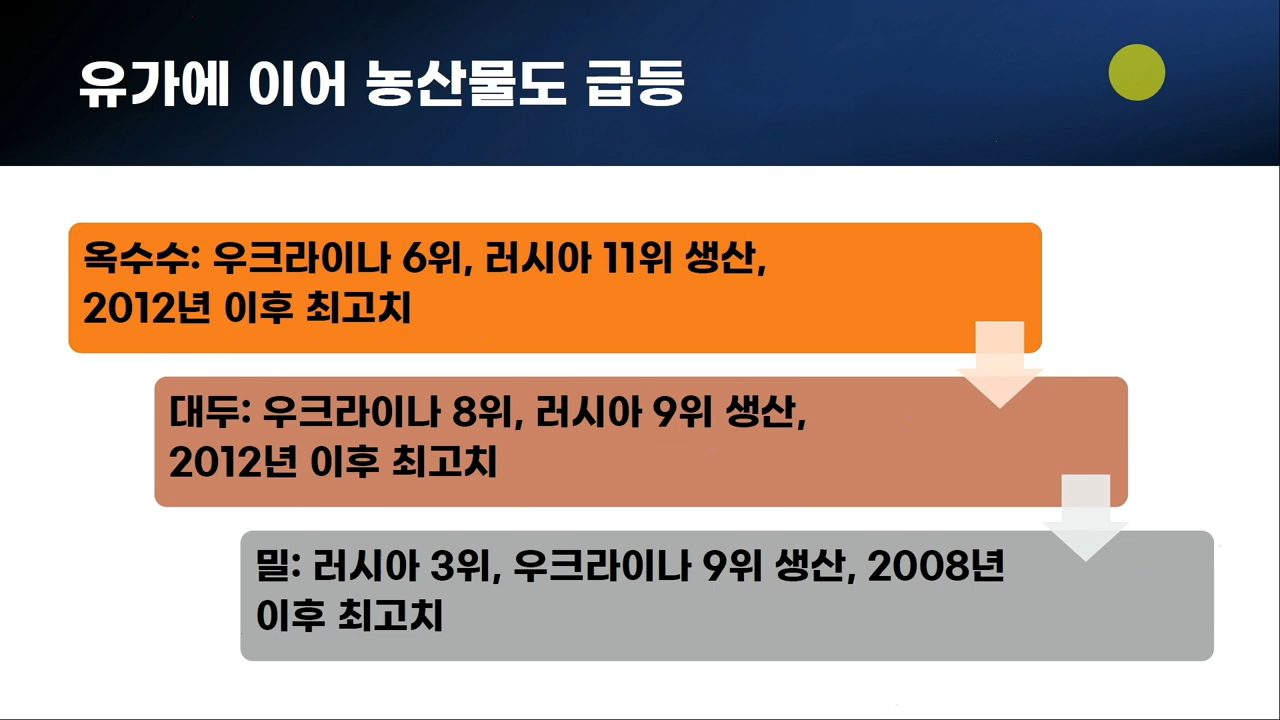 유가에 이어 농산물도 급등
옥수수: 우크라이나 6위, 러시아 11위 생산,
2012년 이후 최고치
대두: 우크라이나 8위, 러시아 9위 생산,
2012년 이후 최고치
밀: 러시아 3위, 우크라이나 9위 생산, 2008년
이후 최고치